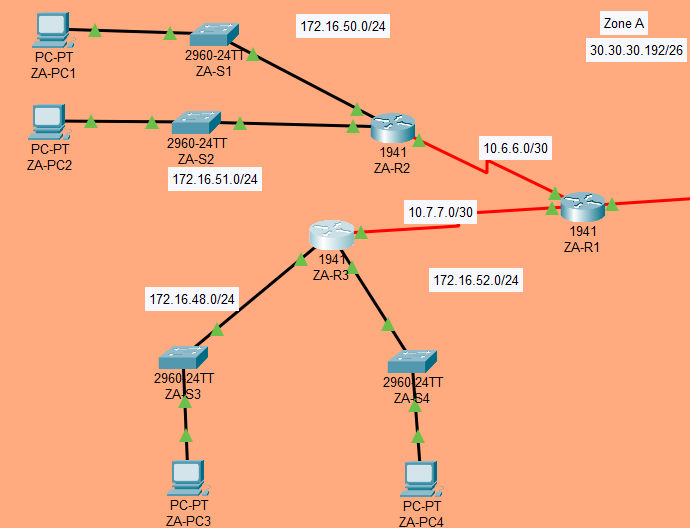 172.16.50.0/24
Zone A
30.30.30.192/26
PC-PT
ZA-PC1
2960-24TT
ZA-S1
PC-PT
ZA-PC2
2960-24TT
ZA-S2
172.16.51.0/24
1941
ZA-R2
10.6.6.0/30
10.7.7.0/30
1941
ZA-R1
1941
ZA-R3
172.16.52.0/24
172.16.48.0/24
2960-24TT
ZA-S3
2960-24TT
ZA-S4
PC-PT
ZA-PC3
PC-PT
ZA-PC4